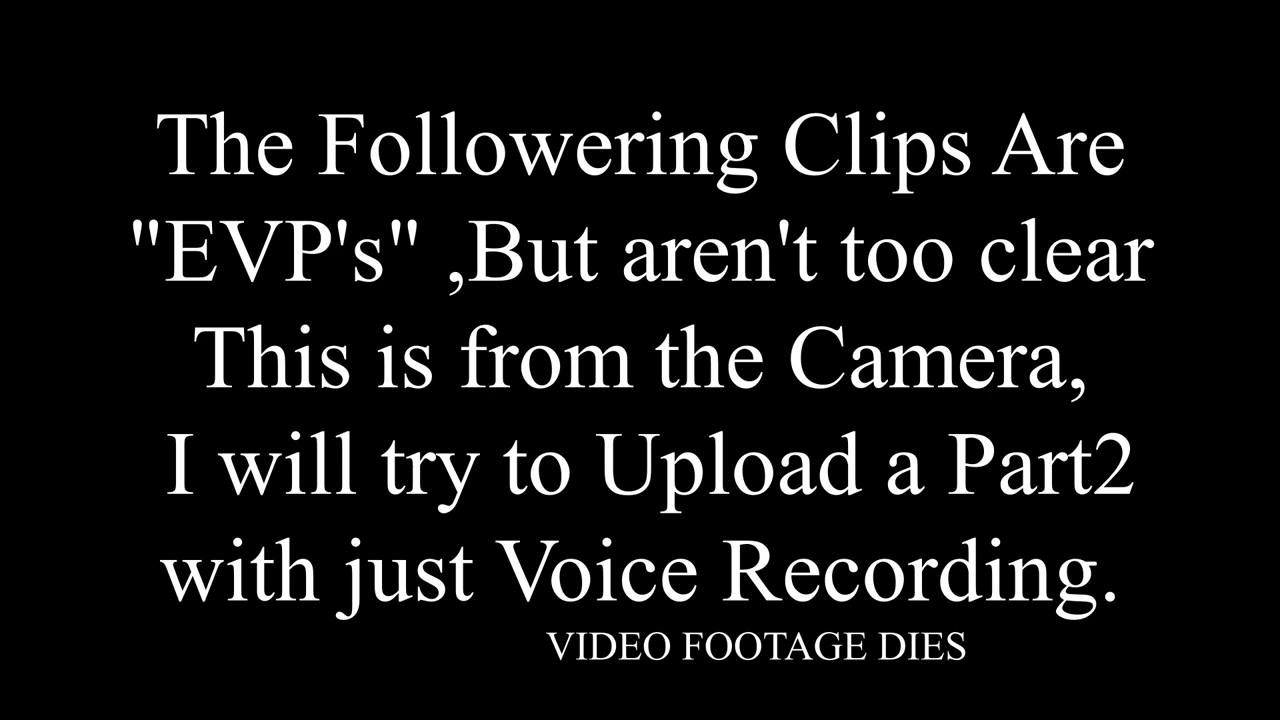 The Followering Clips Are
"EVP's" ,But aren't too clear
This is from the Camera,
I will try to Upload a Part2
with just Voice Recording.
VIDEO FOOTAGE DIES